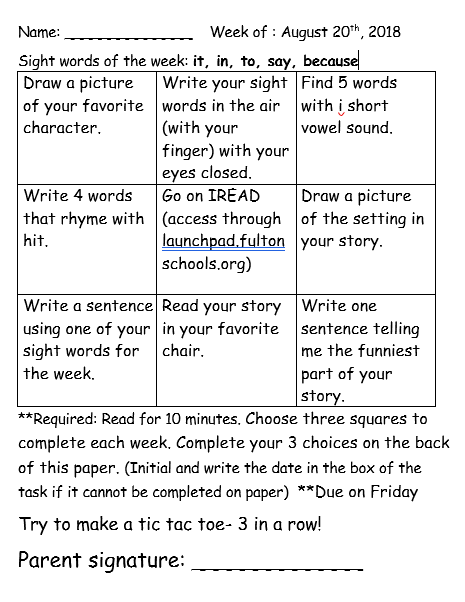 Name: _______________ Week of : August 20th, 2018
Sight words of the week: it, in, to, say, because
Draw a picture
of your favorite
character.
Write your sight
words in the air
(with your
finger) with your
eyes closed.
Find 5 words
with i short
vowel sound.
Write 4 words
that rhyme with
hit.
Go on IREAD
(access through
launchpad.fulton
schools.org)
Draw a picture
of the setting in
your story.
Write a sentence
using one of your
sight words for
the week.
Read your story
in your favorite
chair.
Write one
sentence telling
me the funniest
part of your
story.
**Required: Read for 10 minutes. Choose three squares to
complete each week. Complete your 3 choices on the back
of this paper. (Initial and write the date in the box of the
task if it cannot be completed on paper) **Due on Friday
Try to make a tic tac toe- 3 in a row!
Parent signature: _______________